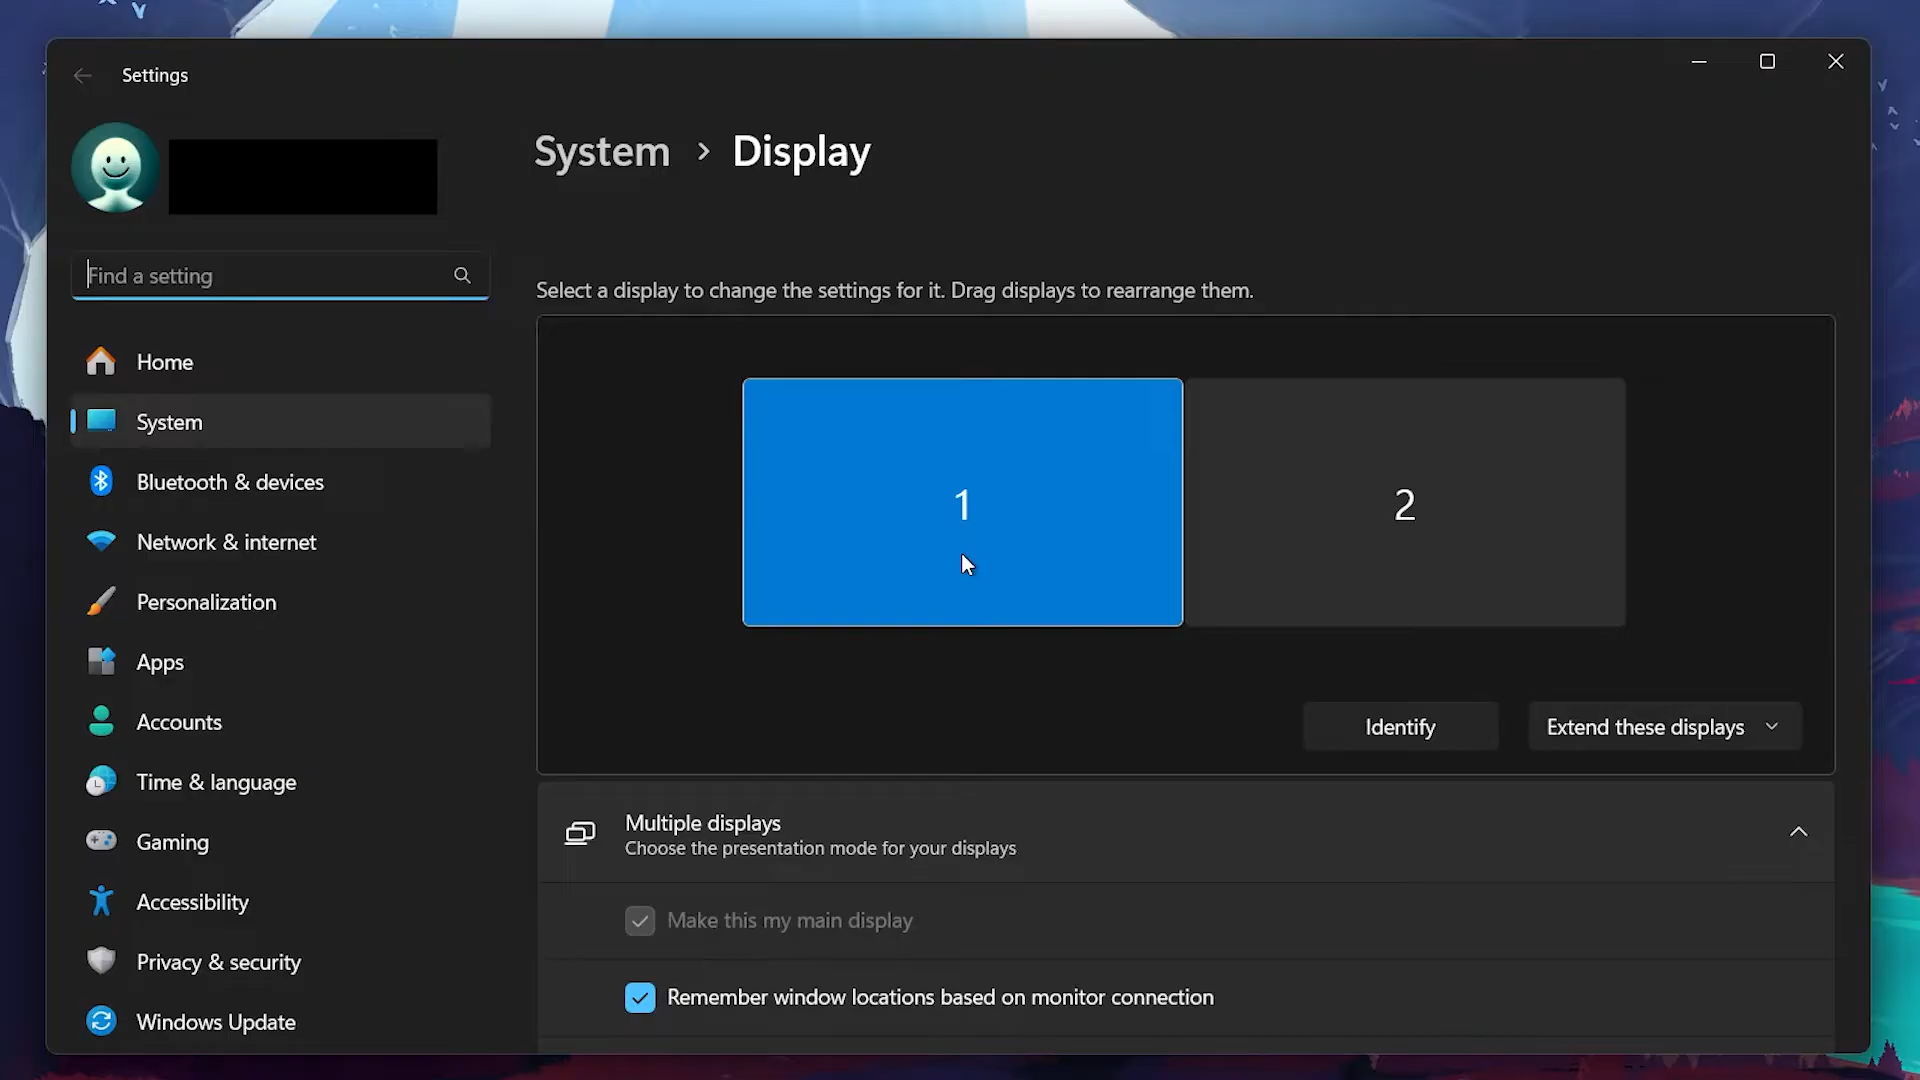 Settings
System > Display
Find a setting
Select a display to change the settings for it. Drag displays to rearrange them.
Home
System
Bluetooth & devices
Network & internet
Personalization
Apps
Accounts
Time & language
Gaming
Accessibility
Privacy & security
Windows Update
1
2
Identify
Extend these displays
Multiple displays
Choose the presentation mode for your displays
Make this my main display
Remember window locations based on monitor connection